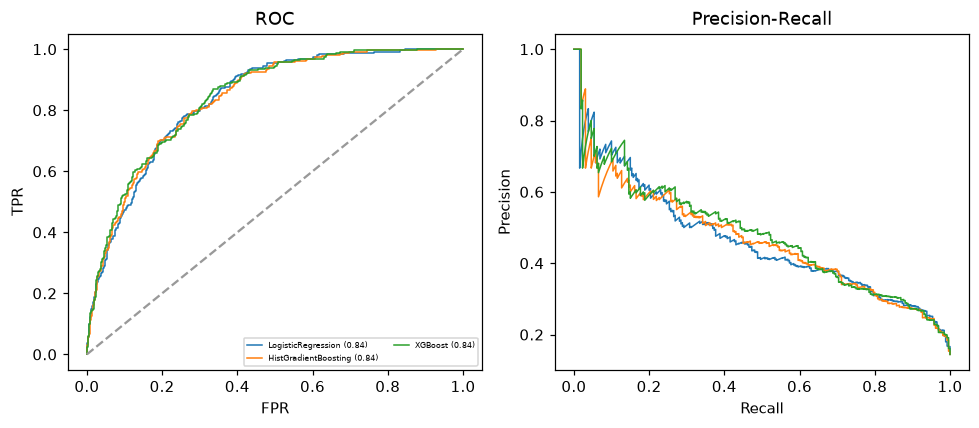 ROC
TPR
1.0
0.8
0.6
0.4
0.2
0.0
LogisticRegression (0.84)
HistGradientBoosting (0.84)
XGBoost (0.84)
0.0 0.2 0.4 0.6 0.8 1.0
FPR
Precision-Recall
Precision
1.0
0.8
0.6
0.4
0.2
0.0 0.2 0.4 0.6 0.8 1.0
Recall